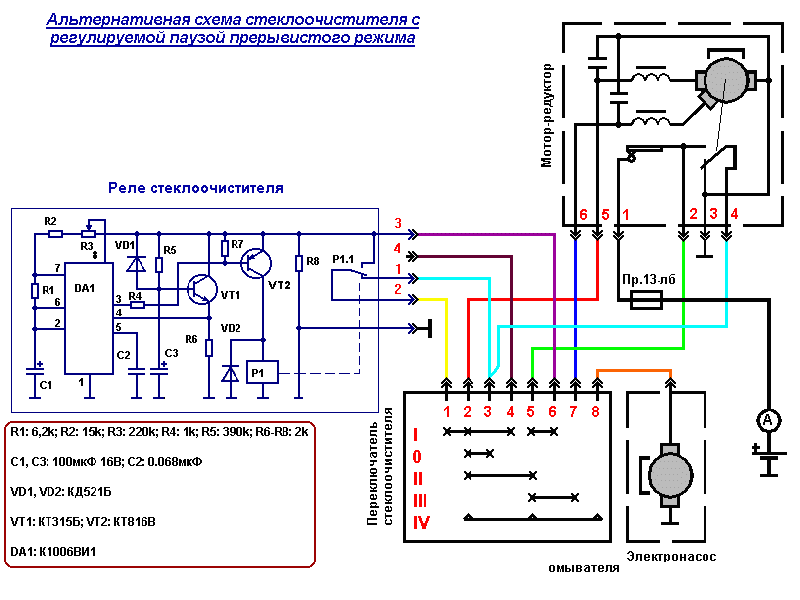 Альтернативная схема стеклоочистителя с
регулируемой паузой прерывистого режима
Мотор-редуктор
6 5 1 2 3 4
Реле стеклоочистителя
R2
R3
VD1
R5
R7
VT2
R8
P1.1
3
4
1
2
7
DA1
R1
6
2
3
R4
4
5
VT1
R6
VD2
C2
C3
C1
1
P1
Пр.13-лб
A
Переключатель
стеклоочистителя
1 2 3 4 5 6 7 8
I
0
II
III
IV
Электронасос
омывателя
R1: 6,2k; R2: 15k; R3: 220k; R4: 1k; R5: 390k; R6-R8: 2k
C1, C3: 100мкФ 16В; C2: 0.068мкФ
VD1, VD2: КД521Б
VT1: КТ315Б; VT2: КТ816В
DA1: К1006ВИ1